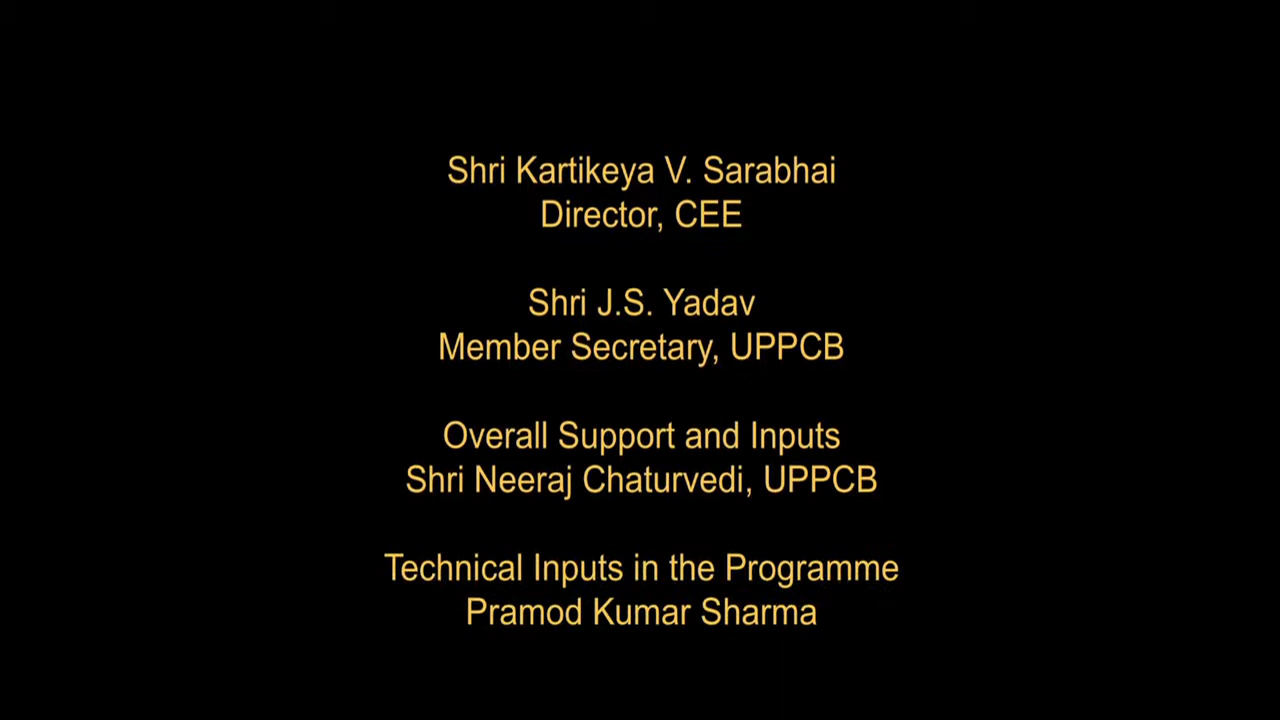 Shri Kartikeya V. Sarabhai
Director, CEE
Shri J.S. Yadav
Member Secretary, UPPCB
Overall Support and Inputs
Shri Neeraj Chaturvedi, UPPCB
Technical Inputs in the Programme
Pramod Kumar Sharma